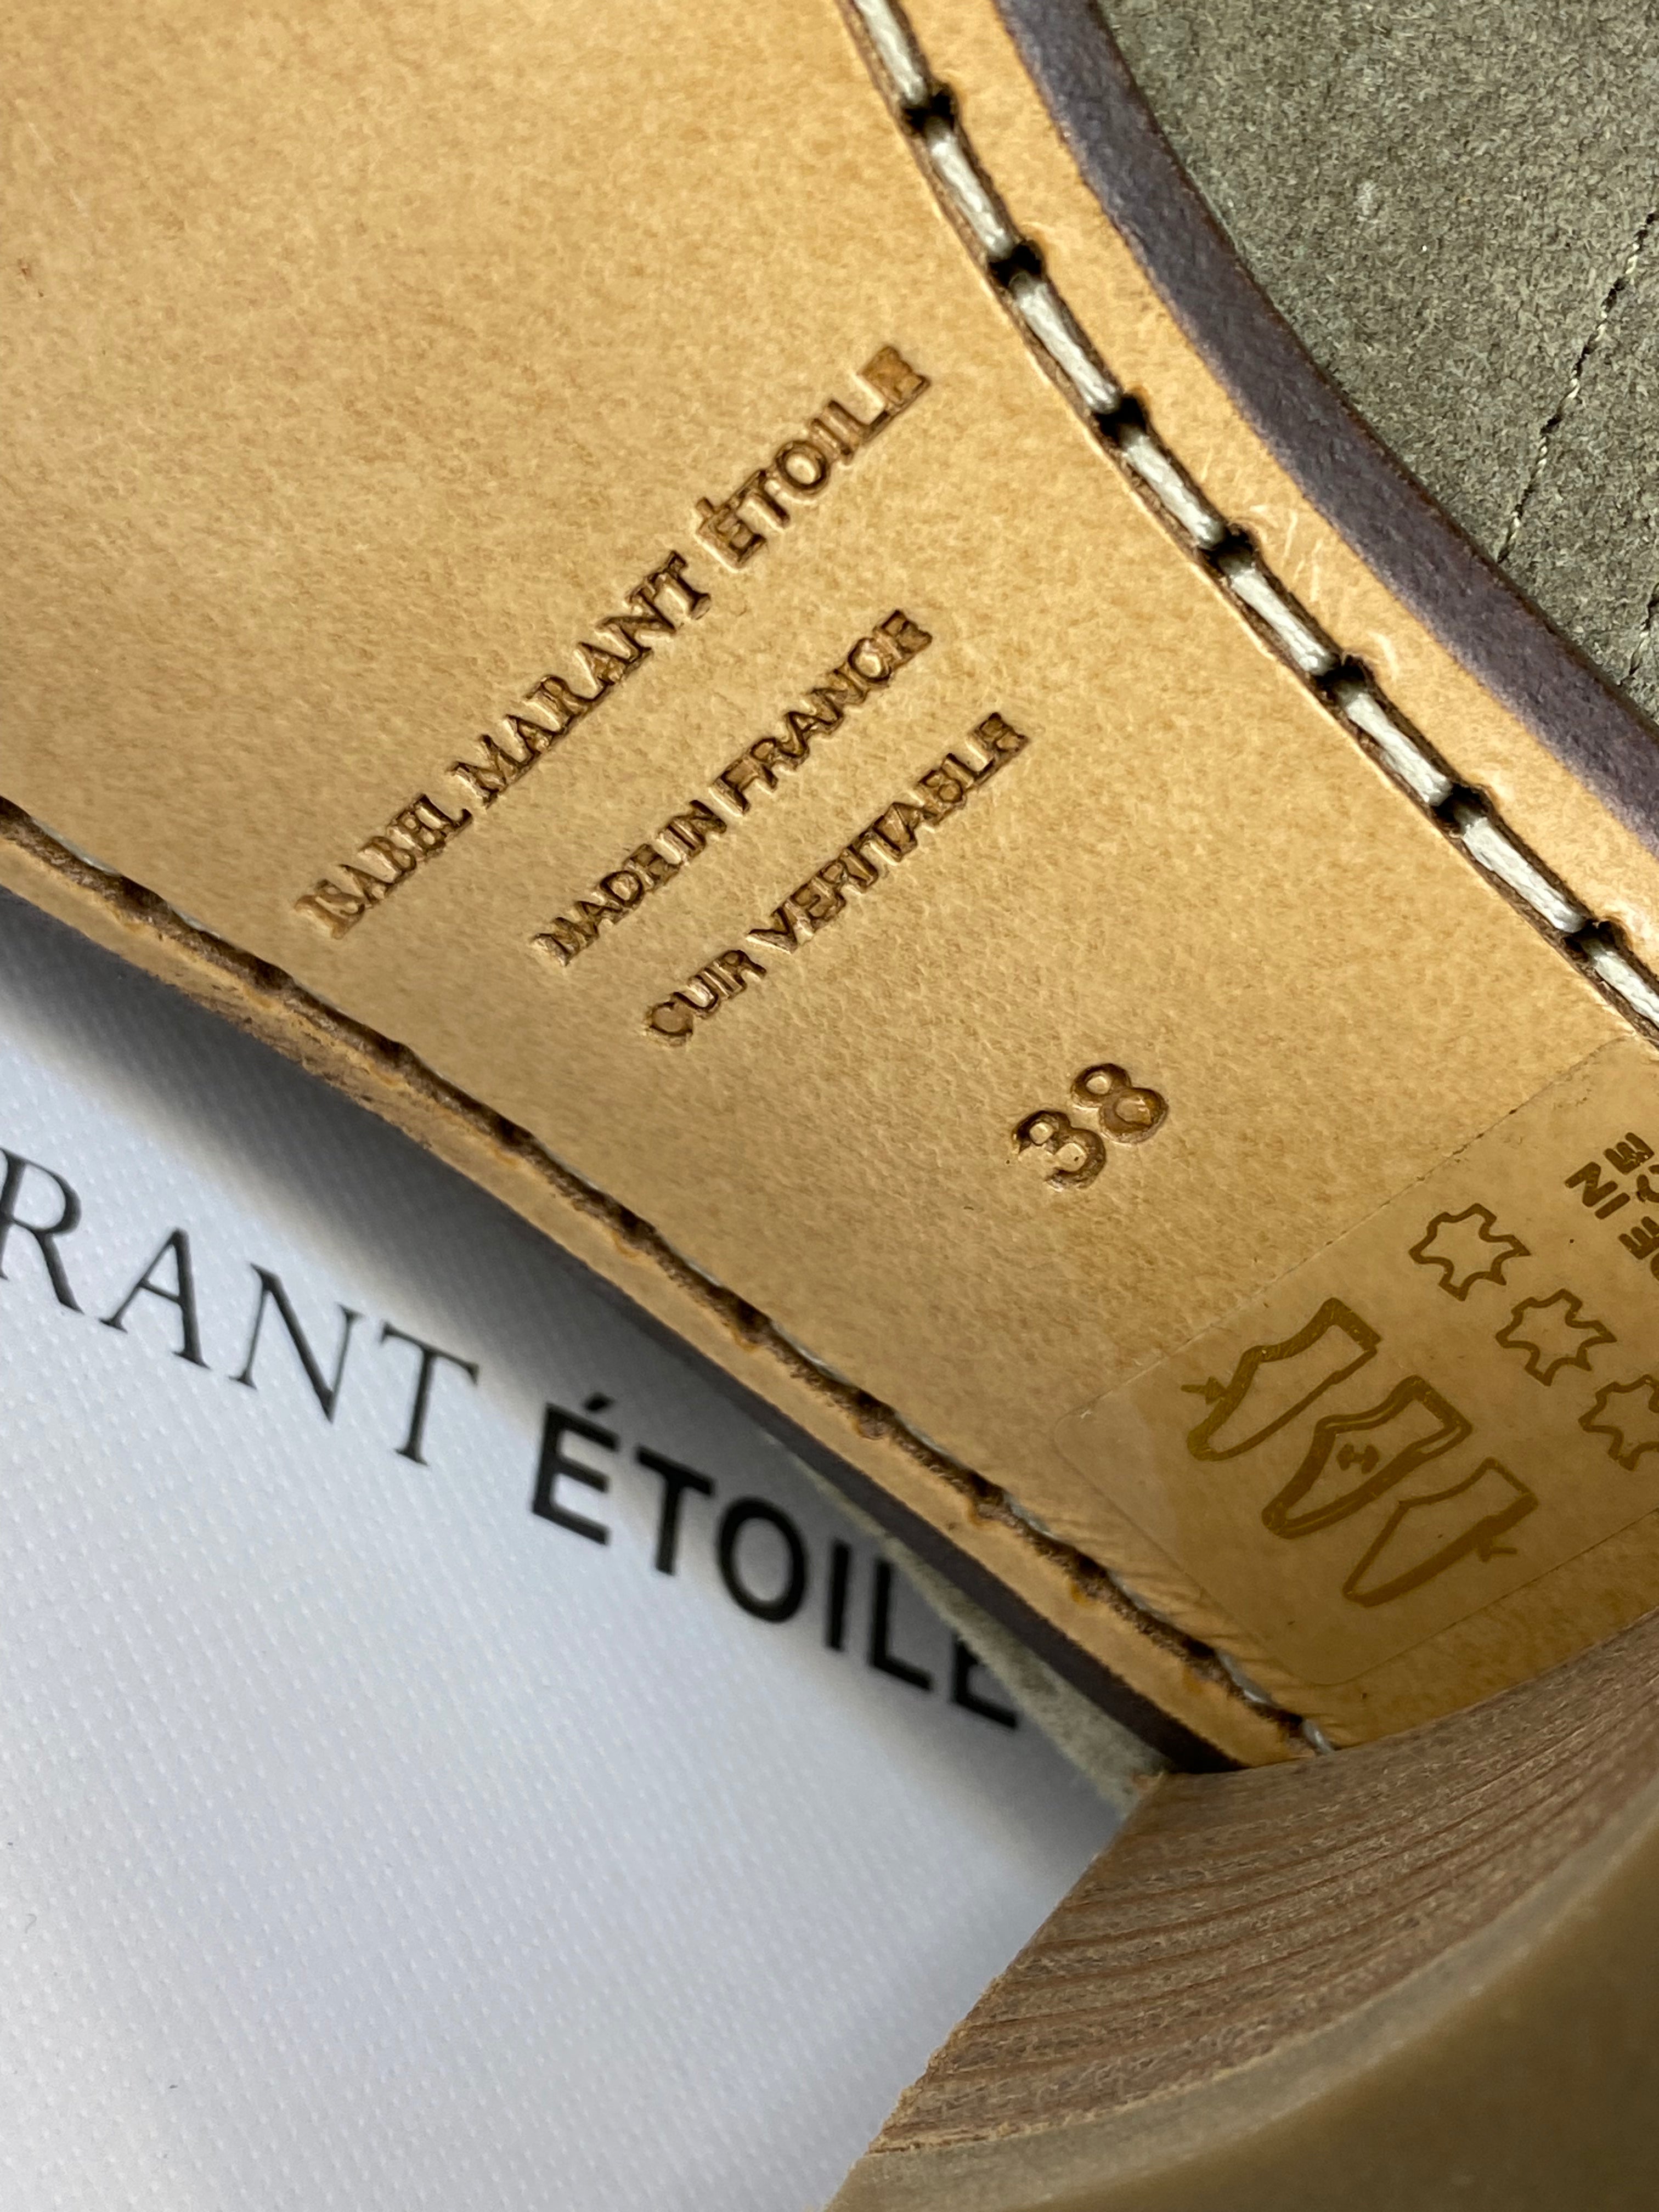 ISABEL MARANT ÉTOILE
MADE IN FRANCE
CUIR VERITABLE
38
RANT ÉTOILE